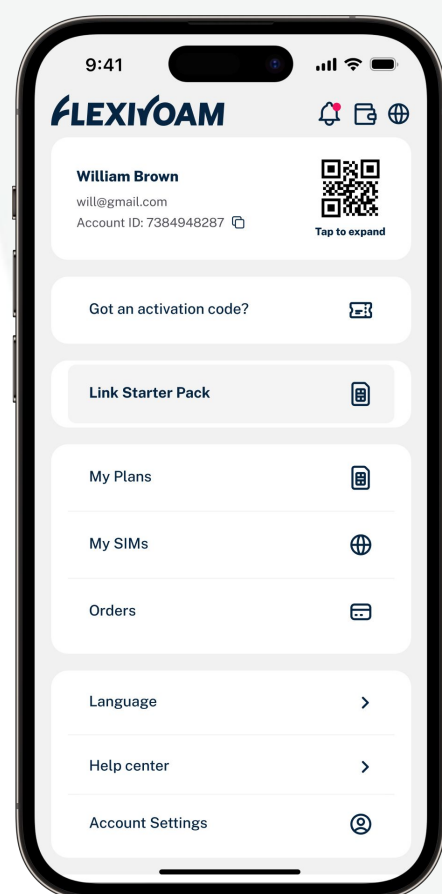 9:41
FLEXIYOAM
William Brown
will@gmail.com
Account ID: 7384948287
Tap to expand
Got an activation code?
Link Starter Pack
My Plans
My SIMs
Orders
Language
Help center
Account Settings